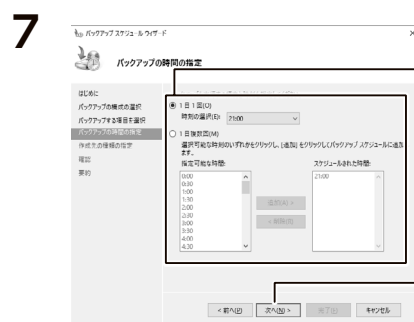 7
バックアップ スケジュール ウィザード
バックアップの時間の指定
はじめに
バックアップの構成の選択
バックアップする項目を選択
バックアップの時間の指定
作成先の種類の指定
確認
要約
1 日 1 回(O)
時刻の選択(E): 21:00
1 日複数回(M)
選択可能な時刻のいずれかをクリックし、[追加] をクリックしてバックアップ スケジュールに追加
ます。
指定可能な時間: スケジュールされた時間:
0:00 21:00
0:30
1:00
1:30
2:00
2:30
3:00
3:30
4:00
4:30
追加(A) >
< 削除(R)
< 前へ(P) 次へ(N) > 完了(F) キャンセル